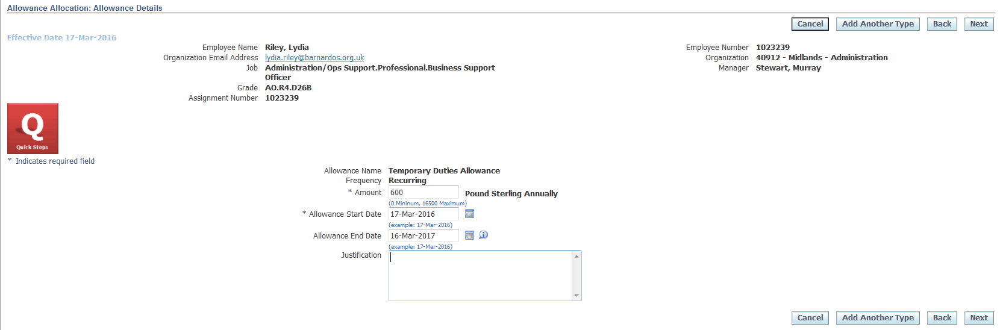 Allowance Allocation: Allowance Details
Cancel Add Another Type Back Next
Effective Date 17-Mar-2016
Employee Name Riley, Lydia
Employee Number 1023239
Organization Email Address lydia.riley@barnardos.org.uk
Organization 40912 - Midlands - Administration
Job Administration/Ops Support.Professional.Business Support
Officer
Manager Stewart, Murray
Grade AO.R4.D26B
Assignment Number 1023239
Q
Quick Steps
* Indicates required field
Allowance Name Temporary Duties Allowance
Frequency Recurring
* Amount 600 Pound Sterling Annually
(0 Mininum, 16500 Maximum)
* Allowance Start Date 17-Mar-2016
(example: 17-Mar-2016)
Allowance End Date 16-Mar-2017
(example: 17-Mar-2016)
Justification
Cancel Add Another Type Back Next